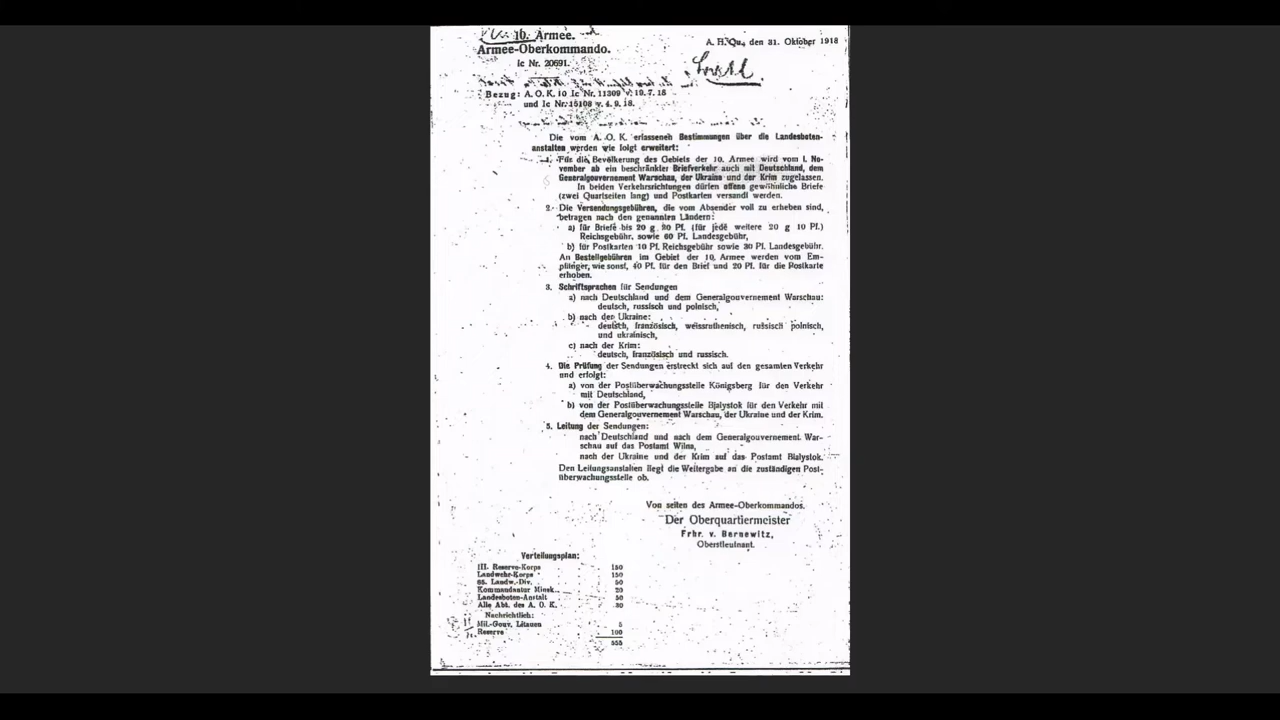 10. Armee.
Armee-Oberkommando.
Ic Nr. 20691.
A. H. Qu., den 31. Oktober 1918
Bezug: A. O. K. 10 Ic Nr. 11309 v. 10. 7. 18
und Ic Nr. 15108 v. 4. 9. 18.
Die vom A. O. K. erlassenen Bestimmungen über die Landesboten-
anstalten werden wie folgt erweitert:
1. Für die Bevölkerung des Gebiets der 10. Armee wird vom 1. No-
vember ab ein beschränkter Briefverkehr auch mit Deutschland, dem
Generalgouvernement Warschau, der Ukraine und der Krim zugelassen.
In beiden Verkehrsrichtungen dürfen offene gewöhnliche Briefe
(zwei Quartseiten lang) und Postkarten versandt werden.
2. Die Versendungsgebühren, die vom Absender voll zu erheben sind,
betragen nach den genannten Ländern:
a) für Briefe bis 20 g 20 Pf. (für jede weitere 20 g 10 Pf.)
Reichsgebühr, sowie 60 Pf. Landesgebühr,
b) für Postkarten 10 Pf. Reichsgebühr sowie 30 Pf. Landesgebühr.
An Bestellgebühren im Gebiet der 10. Armee werden vom Em-
pfänger, wie sonst, 40 Pf. für den Brief und 20 Pf. für die Postkarte
erhoben.
3. Schriftsprachen für Sendungen
a) nach Deutschland und dem Generalgouvernement Warschau:
deutsch, russisch und polnisch,
b) nach der Ukraine:
deutsch, französisch, weissruthenisch, russisch polnisch,
und ukrainisch,
c) nach der Krim:
deutsch, französisch und russisch.
4. Die Prüfung der Sendungen erstreckt sich auf den gesamten Verkehr
und erfolgt:
a) von der Postüberwachungsstelle Königsberg für den Verkehr
mit Deutschland,
b) von der Postüberwachungsstelle Bjalystok für den Verkehr mit
dem Generalgouvernement Warschau, der Ukraine und der Krim.
5. Leitung der Sendungen:
nach Deutschland und nach dem Generalgouvernement War-
schau auf das Postamt Wilna,
nach der Ukraine und der Krim auf das Postamt Bialystok.
Den Leitungsanstalten liegt die Weitergabe an die zuständigen Post-
überwachungsstelle ob.
Von seiten des Armee-Oberkommandos.
Der Oberquartiermeister
Frhr. v. Bernewitz,
Oberstleutnant.
Verteilungsplan:
III. Reserve-Korps 150
Landwehr-Korps 150
85. Landw.-Div. 50
Kommandantur Minsk 20
Landesboten-Anstalt 50
Alle Abt. des A. O. K. 30
Nachrichtlich:
Mil.-Gouv. Litauen 5
Reserve 100
555